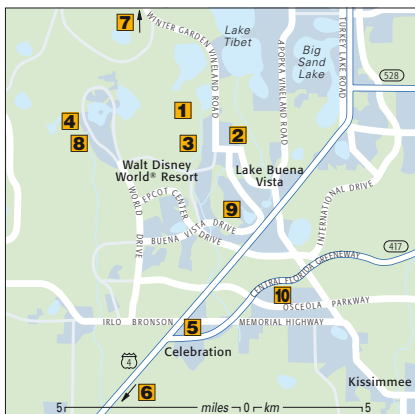 7
WINTER GARDEN VINELAND ROAD
Lake
Tibet
APOPKA VINELAND ROAD
Big
Sand
Lake
TURKEY LAKE ROAD
528
1
4
8
3
2
Walt Disney
World® Resort
Lake Buena
Vista
EPCOT CENTER
DRIVE
WORLD
DRIVE
9
BUENA VISTA DRIVE
INTERNATIONAL DRIVE
417
CENTRAL FLORIDA GREENEWAY
10
OSCEOLA PARKWAY
IRLO BRONSON MEMORIAL HIGHWAY
5
Celebration
4
6
Kissimmee
5 miles 0 km 5